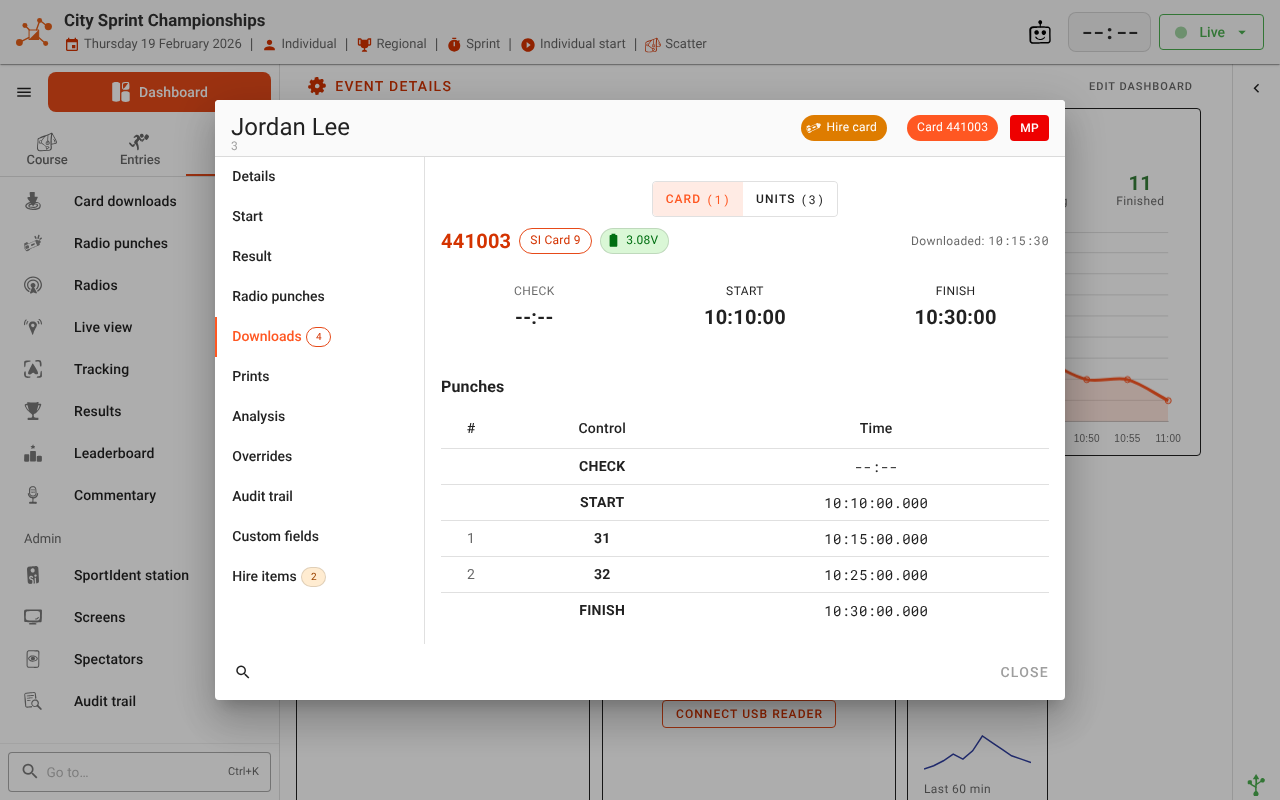 City Sprint Championships
Thursday 19 February 2026 | Individual | Regional | Sprint | Individual start | Scatter
--:--
Live
Dashboard
EVENT DETAILS
EDIT DASHBOARD
Course
Entries
Card downloads
Radio punches
Radios
Live view
Tracking
Results
Leaderboard
Commentary
Admin
SportIdent station
Screens
Spectators
Audit trail
Go to...
Ctrl+K
Jordan Lee
3
Hire card
Card 441003
MP
Details
Start
Result
Radio punches
Downloads 4
Prints
Analysis
Overrides
Audit trail
Custom fields
Hire items 2
CARD (1)
UNITS (3)
441003
SI Card 9
3.08V
Downloaded: 10:15:30
CHECK
START
FINISH
--:--
10:10:00
10:30:00
Punches
# Control Time
CHECK --:--
START 10:10:00.000
1 31 10:15:00.000
2 32 10:25:00.000
FINISH 10:30:00.000
CLOSE
11
Finished
10:50 10:55 11:00
CONNECT USB READER
Last 60 min